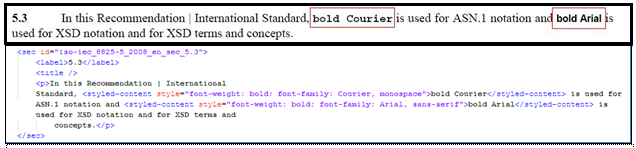 5.3 In this Recommendation | International Standard, bold Courier is used for ASN.1 notation and bold Arial is
used for XSD notation and for XSD terms and concepts.
<sec id="iso-iec_8825-5_2008_en_sec_5.3">
<label>5.3</label>
<title />
<p>In this Recommendation | International
Standard, <styled-content style="font-weight: bold; font-family: Courier, monospace">bold Courier</styled-content> is used for
ASN.1 notation and <styled-content style="font-weight: bold; font-family: Arial, sans-serif">bold Arial</styled-content> is
used for XSD notation and for XSD terms and
concepts.</p>
</sec>